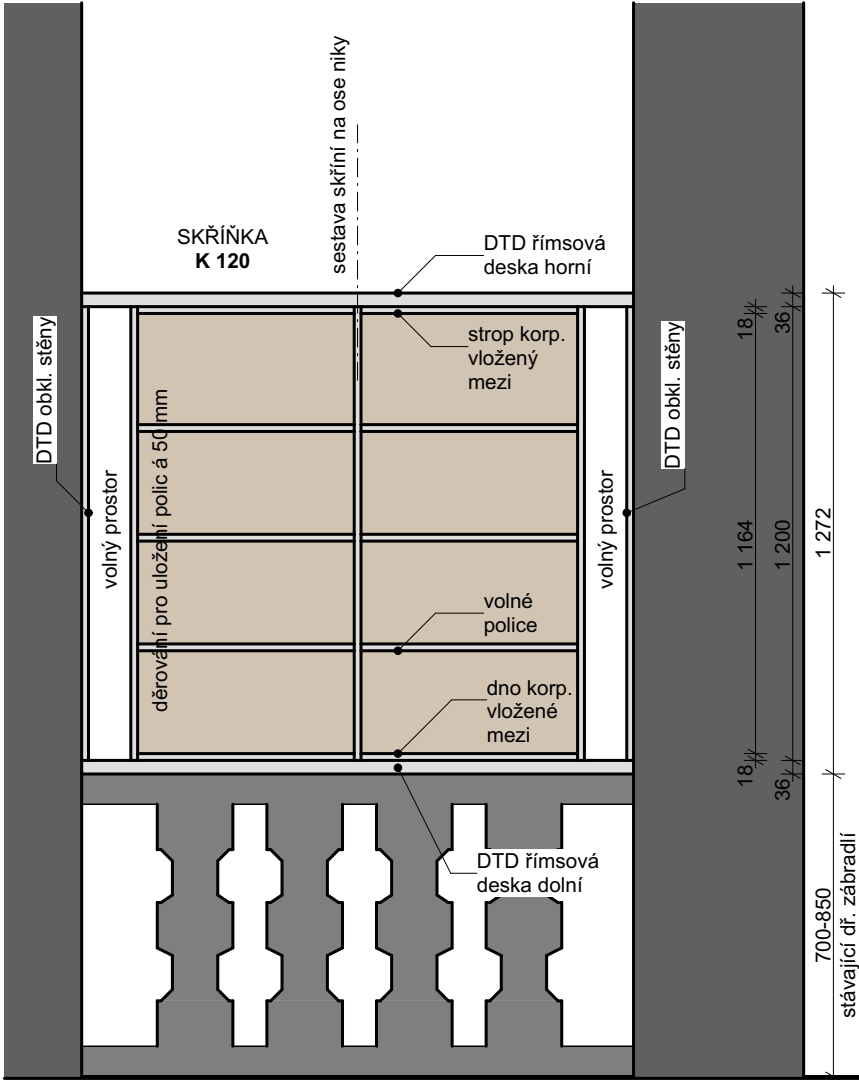 sestava skříní na ose niky
SKŘÍŇKA
K 120
DTD římsová
deska horní
DTD obkl. stěny
strop korp.
vložený
mezi
DTD obkl. stěny
děrování pro uložení polic á 50 mm
volný prostor
volný prostor
volné
police
dno korp.
vložené
mezi
DTD římsová
deska dolní
18
1 164
18
36
1 200
36
1 272
700-850
stávající dř. zábradlí